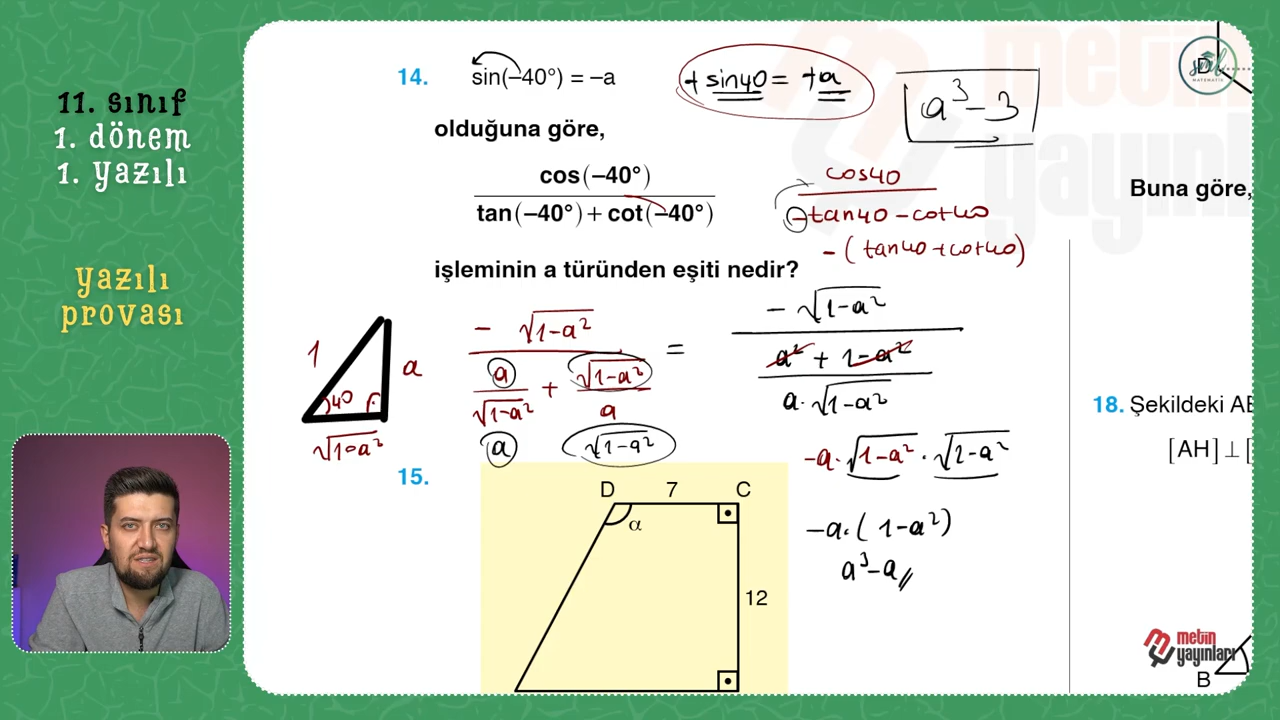 11. sınıf
1. dönem
1. yazılı
yazılı
provası
14. sin(−40°) = −a
+ sin40 = +a
a³ − 3
olduğuna göre,
cos(−40°)
tan(−40°) + cot(−40°)
cos40
−tan40 − cot40
− (tan40 + cot40)
işleminin a türünden eşiti nedir?
1
a
40
√1−a²
− √1−a²
a + √1−a²
√1−a² a
a √1−a²
=
− √1−a²
a² + 1−a²
a · √1−a²
−a · √1−a² · √1−a²
−a · (1−a²)
a³ − a
15.
D 7 C
α
12
Buna göre,
18. Şekildeki AB
[AH] ⊥ [
metin
yayınları
B
metin
yayın
MATEMATİK